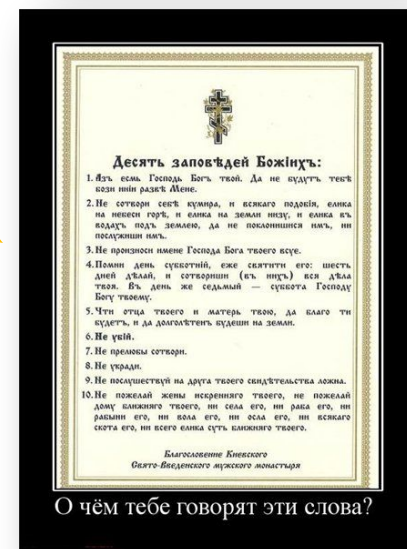 Десять заповѣдей Божіихъ:
1. Азъ есмь Господь Богъ твой. Да не будутъ тебѣ
бози инiи развѣ Мене.
2. Не сотвори себѣ кумира, и всякаго подобія, елика
на небеси горѣ, и елика на земли низу, и елика въ
водахъ подъ землею, да не поклонишися имъ, ни
послужиши имъ.
3. Не произноси имене Господа Бога твоего всуе.
4. Помни день субботній, еже святити его: шесть
дней дѣлай, и сотвориши (въ нихъ) вся дѣла
твоя. Въ день же седьмый — суббота Господу
Богу твоему.
5. Чти отца твоего и матерь твою, да благо ти
будетъ, и да долголѣтенъ будеши на земли.
6. Не убій.
7. Не прелюбы сотвори.
8. Не укради.
9. Не послушествуй на друга твоего свидѣтельства ложна.
10. Не пожелай жены искренняго твоего, не пожелай
дому ближняго твоего, ни села его, ни раба его, ни
рабыни его, ни вола его, ни осла его, ни всякаго
скота его, ни всего елика суть ближняго твоего.
Благословение Киевского
Свято-Введенского мужского монастыря
О чём тебе говорят эти слова?